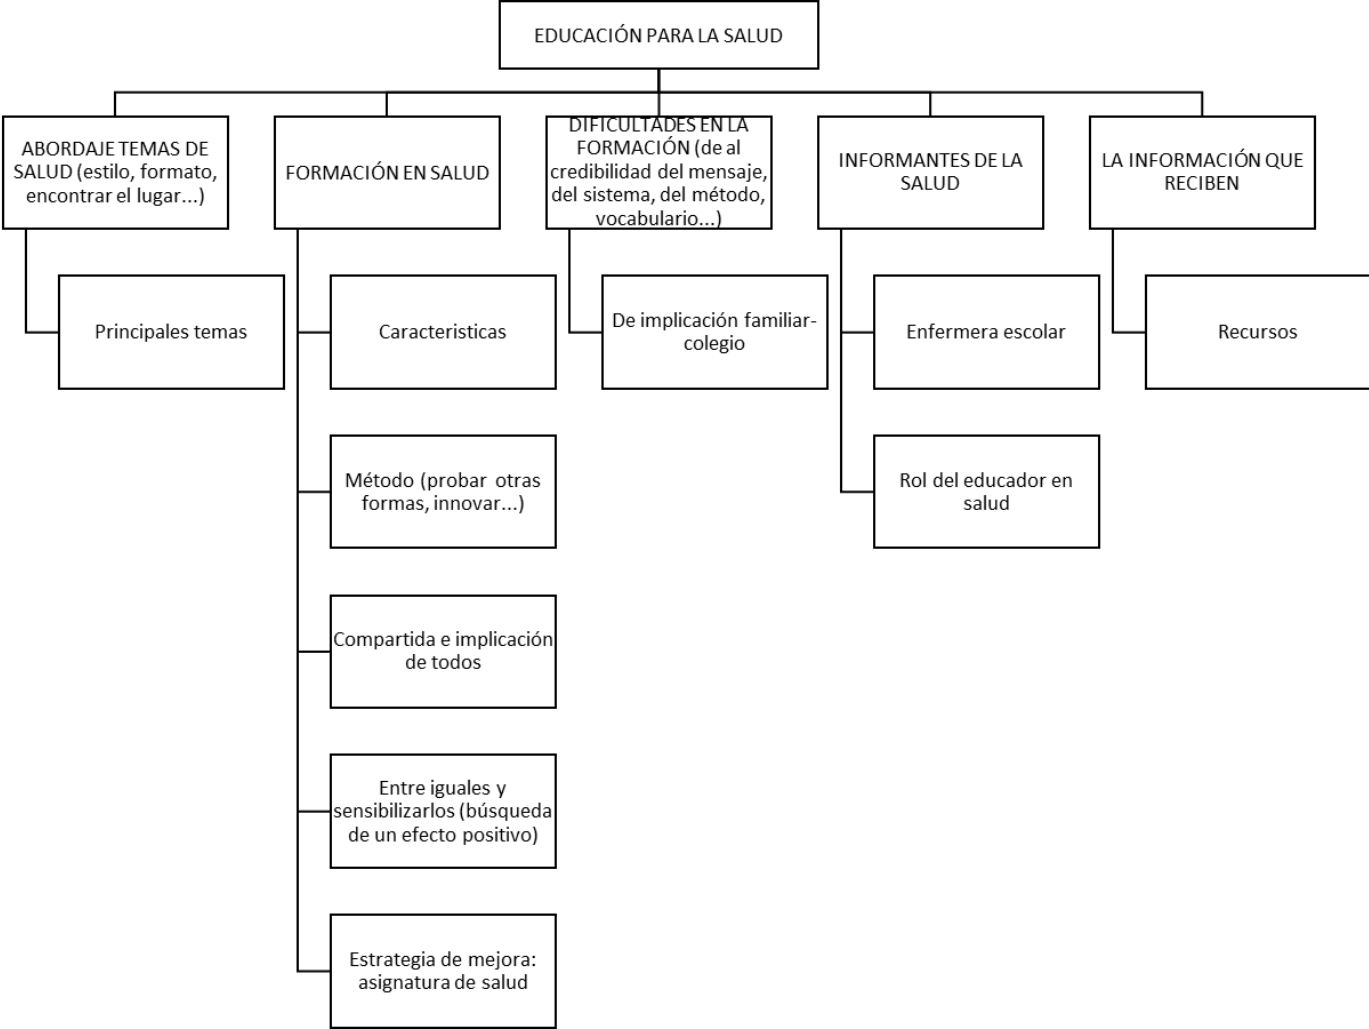 EDUCACIÓN PARA LA SALUD
ABORDAJE TEMAS DE
SALUD (estilo, formato,
encontrar el lugar...)
FORMACIÓN EN SALUD
DIFICULTADES EN LA
FORMACIÓN (de al
credibilidad del mensaje,
del sistema, del método,
vocabulario...)
INFORMANTES DE LA
SALUD
LA INFORMACIÓN QUE
RECIBEN
Principales temas
Caracteristicas
De implicación familiar-
colegio
Enfermera escolar
Recursos
Método (probar otras
formas, innovar...)
Rol del educador en
salud
Compartida e implicación
de todos
Entre iguales y
sensibilizarlos (búsqueda
de un efecto positivo)
Estrategia de mejora:
asignatura de salud